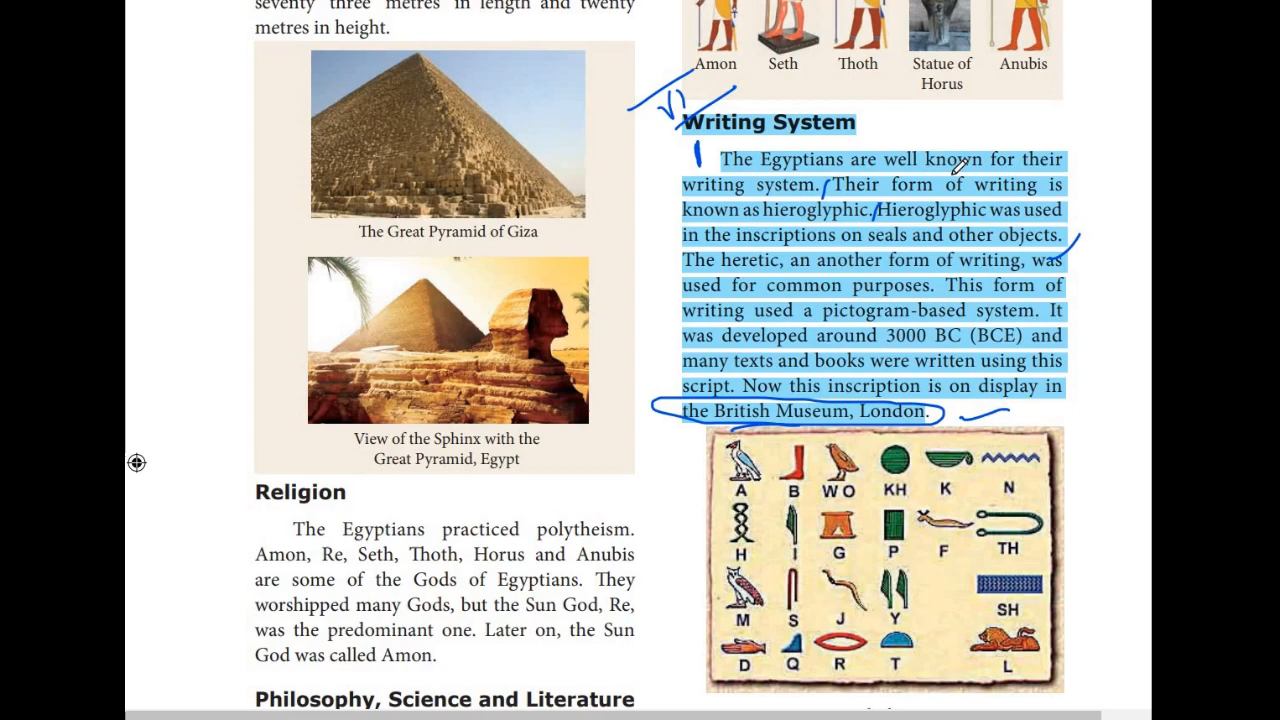 seventy three metres in length and twenty
metres in height.
The Great Pyramid of Giza
View of the Sphinx with the
Great Pyramid, Egypt
Religion
The Egyptians practiced polytheism.
Amon, Re, Seth, Thoth, Horus and Anubis
are some of the Gods of Egyptians. They
worshipped many Gods, but the Sun God, Re,
was the predominant one. Later on, the Sun
God was called Amon.
Philosophy, Science and Literature
Amon Seth Thoth Statue of Anubis
Horus
Writing System
The Egyptians are well known for their
writing system. Their form of writing is
known as hieroglyphic. Hieroglyphic was used
in the inscriptions on seals and other objects.
The heretic, an another form of writing, was
used for common purposes. This form of
writing used a pictogram-based system. It
was developed around 3000 BC (BCE) and
many texts and books were written using this
script. Now this inscription is on display in
the British Museum, London.
A B W O KH K N
H I G P F TH
M S J Y SH
D Q R T L